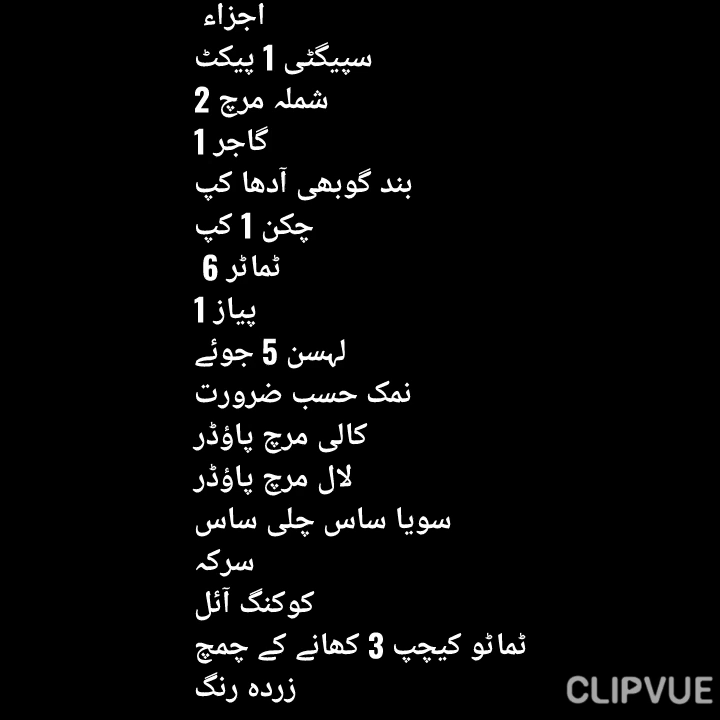 اجزاء
سپیگٹی 1 پیکٹ
شملہ مرچ 2
گاجر 1
بند گوبھی آدھا کپ
چکن 1 کپ
ٹماٹر 6
پیاز 1
لہسن 5 جوئے
نمک حسب ضرورت
کالی مرچ پاؤڈر
لال مرچ پاؤڈر
سویا ساس چلی ساس
سرکہ
کوکنگ آئل
ٹماٹو کیچپ 3 کھانے کے چمچ
زردہ رنگ
CLIPVUE